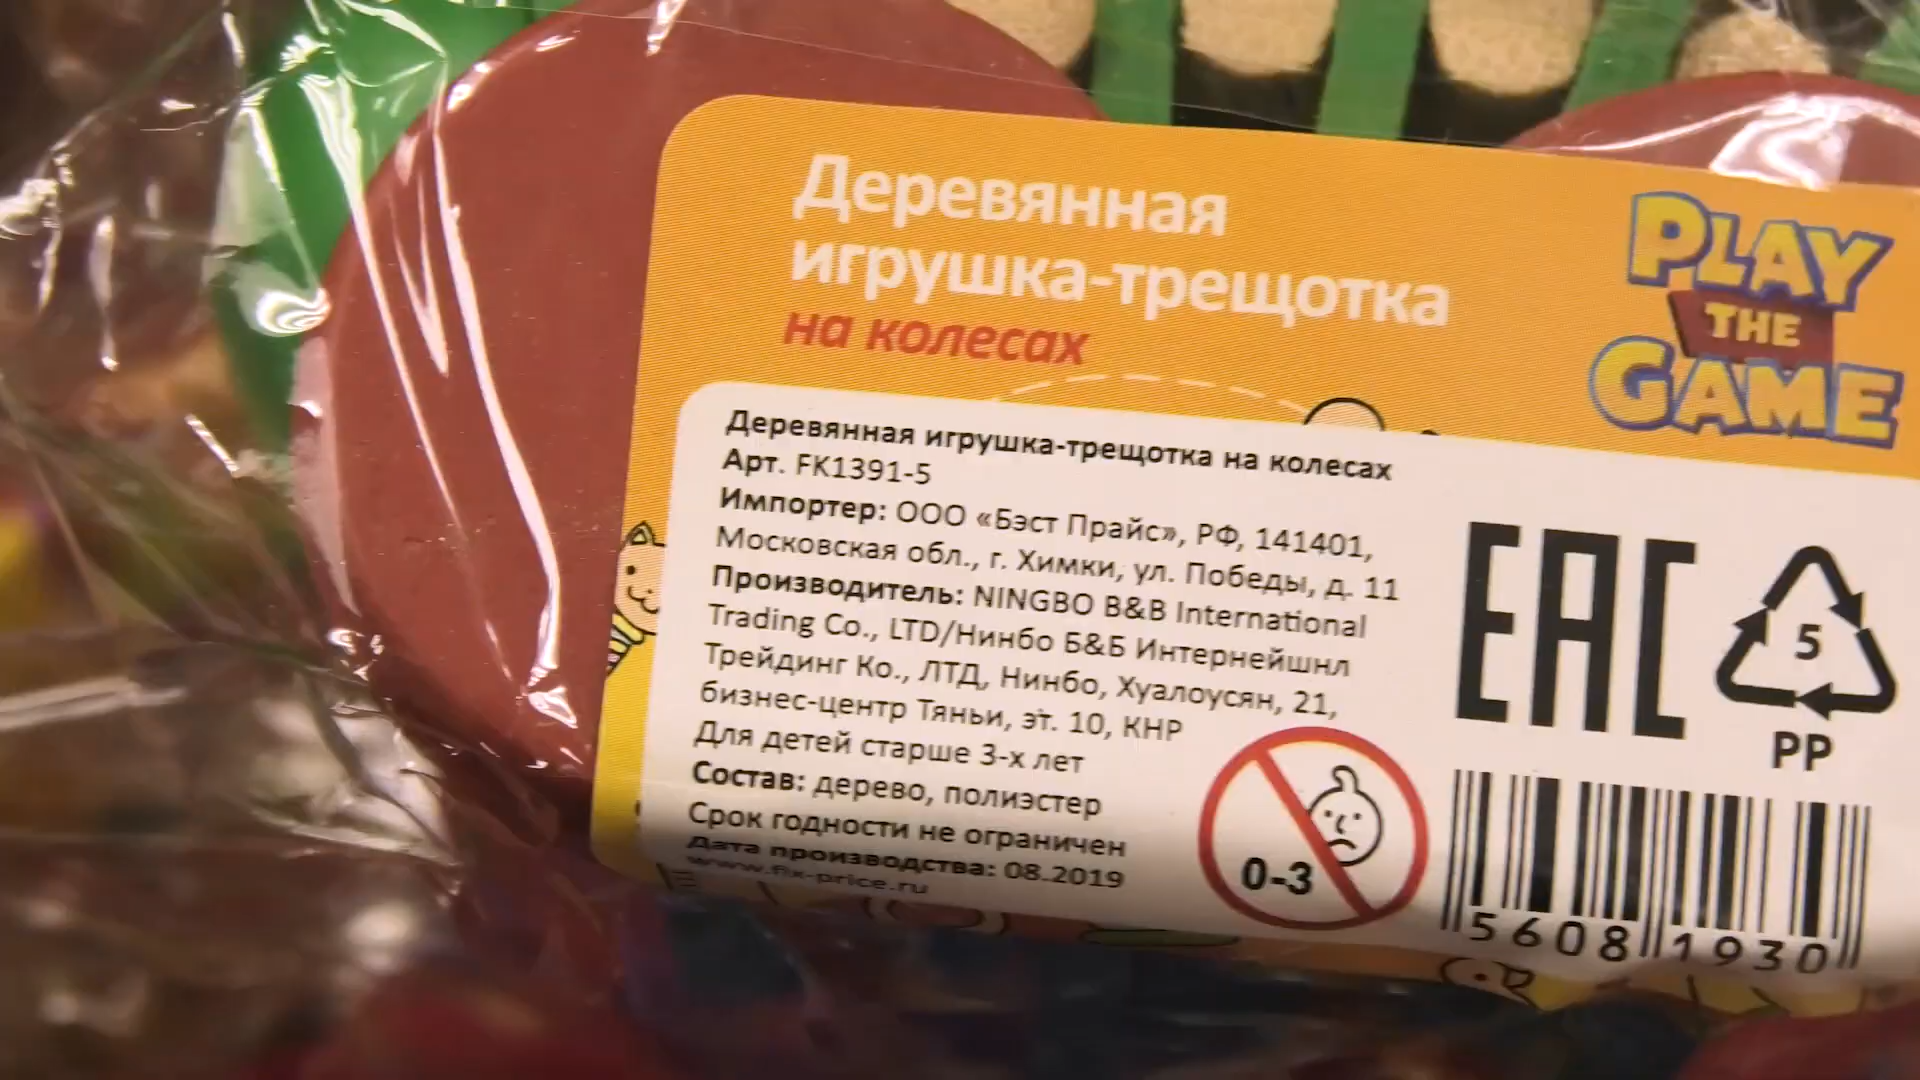 Деревянная
игрушка-трещотка
на колесах
PLAY
THE
GAME
Деревянная игрушка-трещотка на колесах
Арт. FK1391-5
Импортер: ООО «Бэст Прайс», РФ, 141401,
Московская обл., г. Химки, ул. Победы, д. 11
Производитель: NINGBO B&B International
Trading Co., LTD/Нинбо Б&Б Интернейшнл
Трейдинг Ко., ЛТД, Нинбо, Хуалоусян, 21,
бизнес-центр Тяньи, эт. 10, КНР
Для детей старше 3-х лет
Состав: дерево, полиэстер
Срок годности не ограничен
Дата производства: 08.2019
www.fix-price.ru
0-3
EAC
5
PP
5608 1930